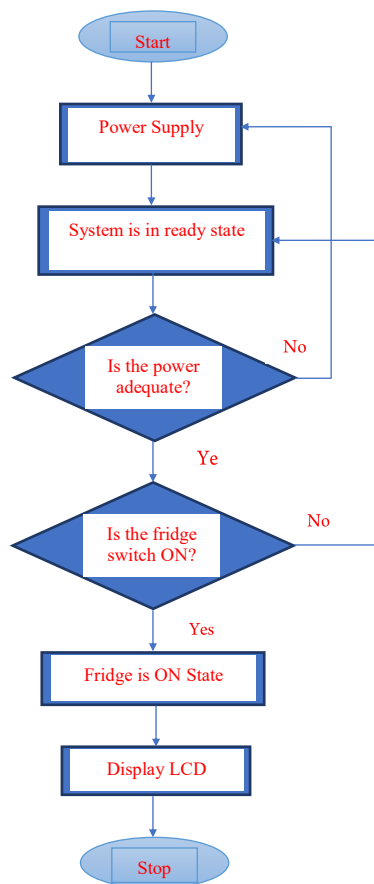 Start
Power Supply
System is in ready state
Is the power
adequate?
No
Ye
Is the fridge
switch ON?
No
Yes
Fridge is ON State
Display LCD
Stop